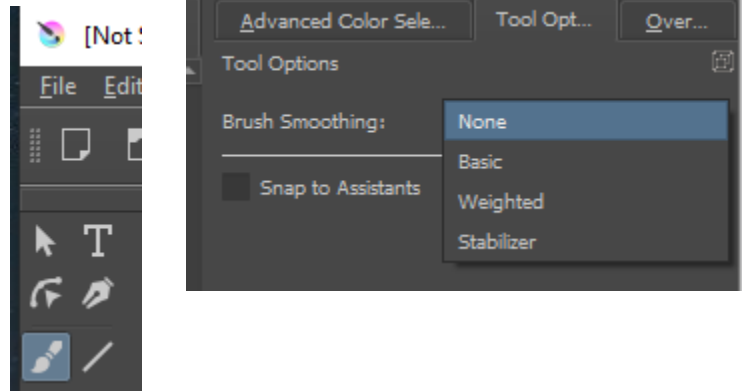 [Not S
File Edit
T
Advanced Color Sele... Tool Opt... Over...
Tool Options
Brush Smoothing: None
Basic
Snap to Assistants
Weighted
Stabilizer